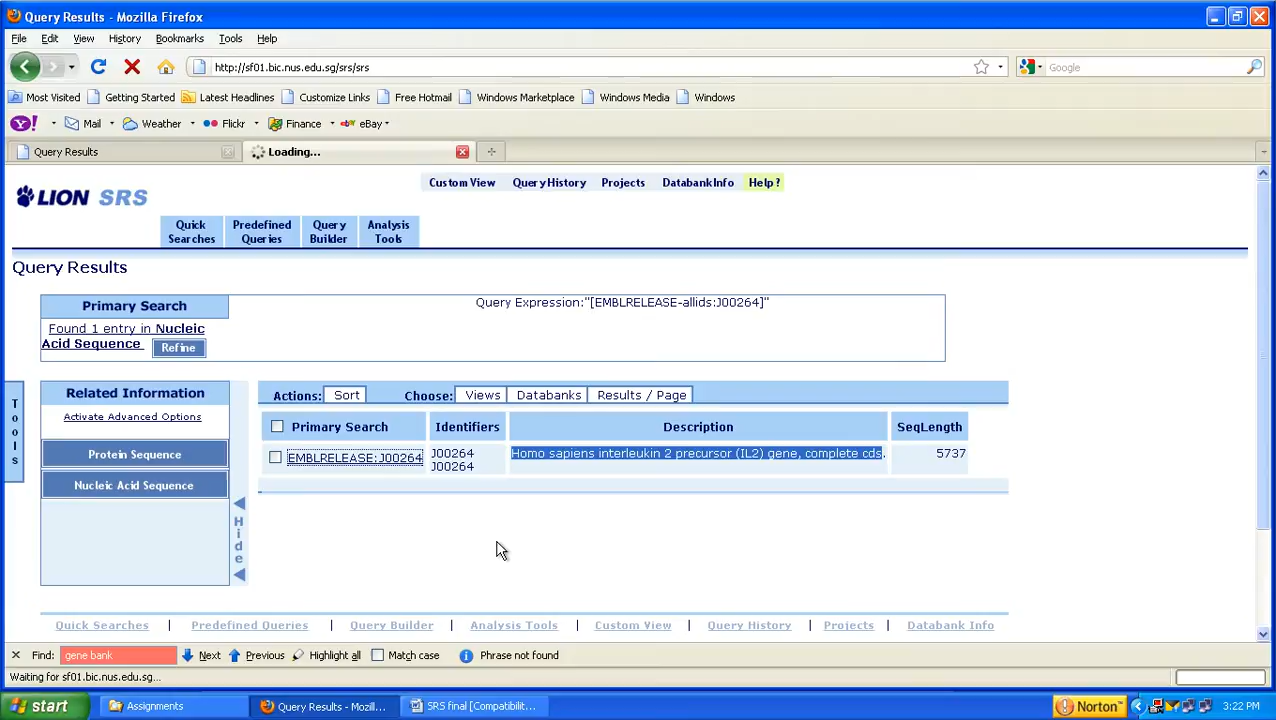 Query Results - Mozilla Firefox
File Edit View History Bookmarks Tools Help
http://sf01.bic.nus.edu.sg/srs/srs
Google
Most Visited Getting Started Latest Headlines Customize Links Free Hotmail Windows Marketplace Windows Media Windows
Y! Mail Weather Flickr Finance eBay
Query Results Loading...
Custom View Query History Projects Databank Info Help ?
LION SRS
Quick Searches Predefined Queries Query Builder Analysis Tools
Query Results
Primary Search Query Expression:"[EMBLRELEASE-allids:J00264]"
Found 1 entry in Nucleic
Acid Sequence Refine
Tools
Related Information
Activate Advanced Options
Protein Sequence
Nucleic Acid Sequence
Hide
Actions: Sort Choose: Views Databanks Results / Page
Primary Search Identifiers Description SeqLength
EMBLRELEASE:J00264 J00264 Homo sapiens interleukin 2 precursor (IL2) gene, complete cds. 5737
J00264
Quick Searches | Predefined Queries | Query Builder | Analysis Tools | Custom View | Query History | Projects | Databank Info
Find: gene bank Next Previous Highlight all Match case Phrase not found
Waiting for sf01.bic.nus.edu.sg...
start Assignments Query Results - Mozill... SRS final [Compatibilit... Norton™ 3:22 PM